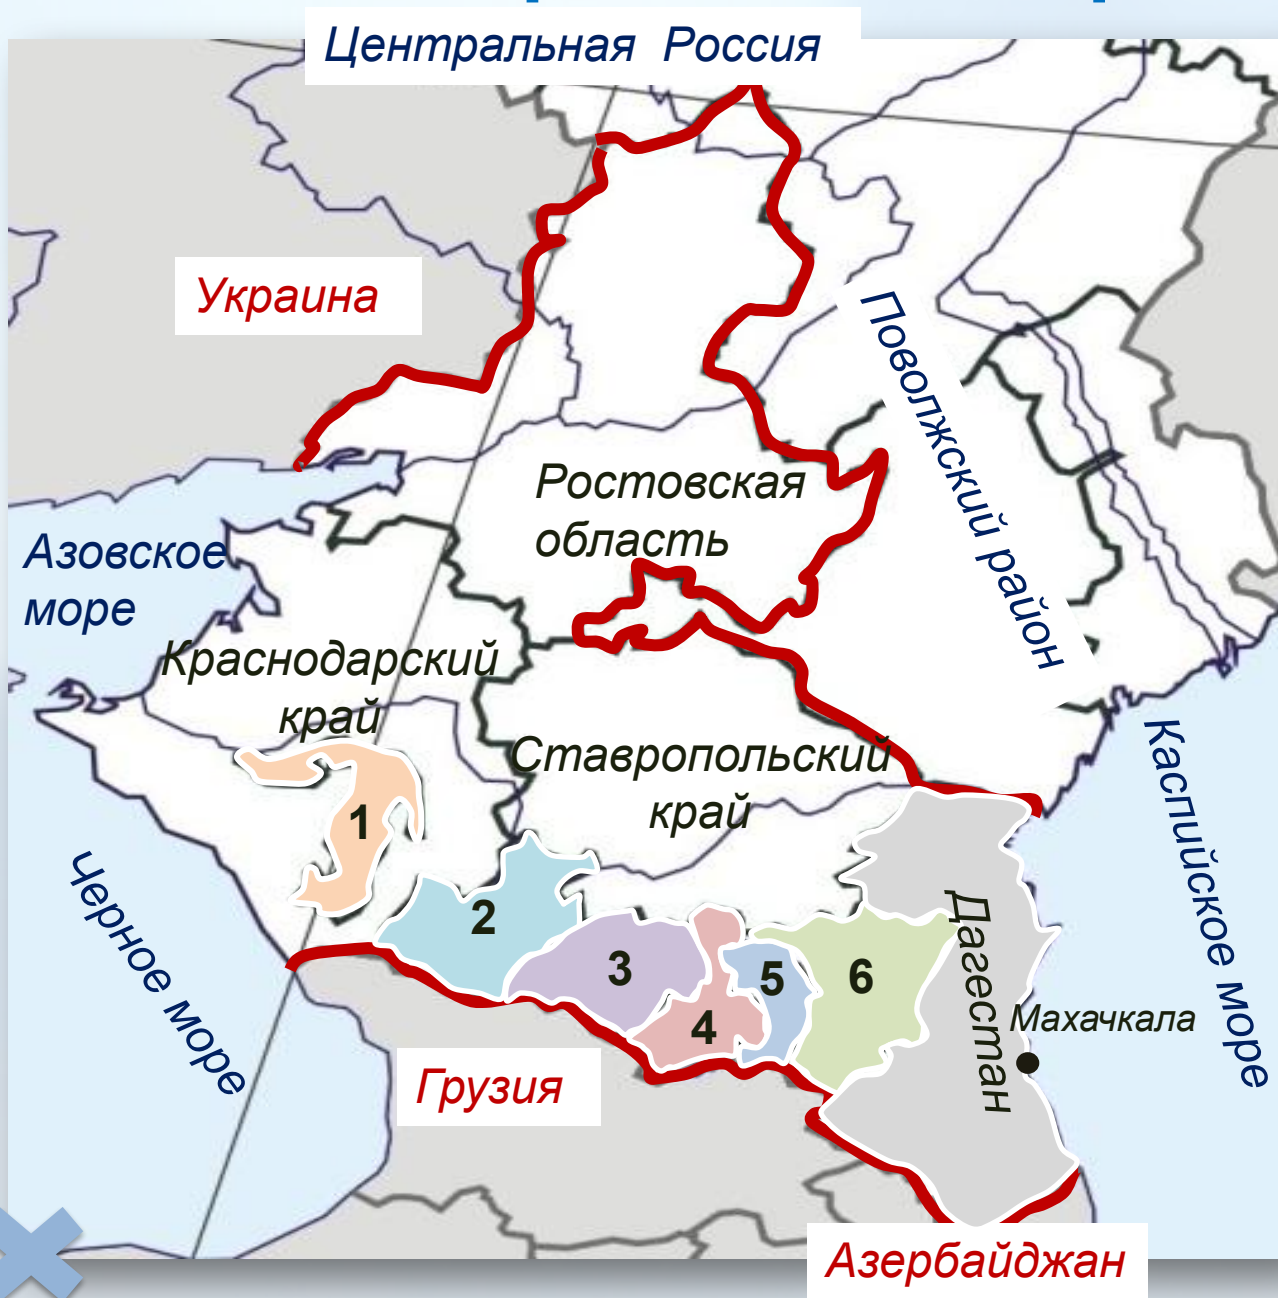 Центральная Россия
Украина
Поволжский район
Ростовская
область
Азовское
море
Краснодарский
край
Ставропольский
край
Каспийское море
Черное море
1
2
3
4
5
6
Дагестан
Махачкала
Грузия
Азербайджан